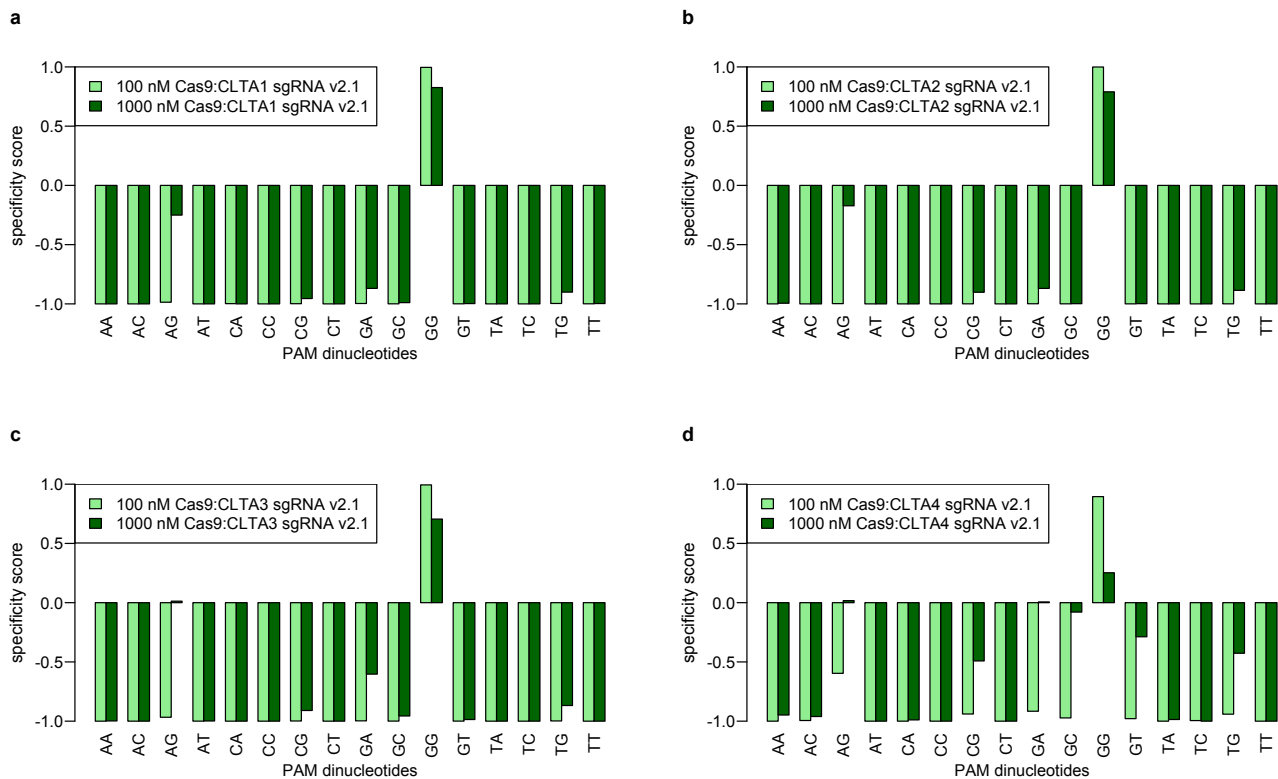 a
1.0
0.5
0.0
-0.5
-1.0
specificity score
100 nM Cas9:CLTA1 sgRNA v2.1
1000 nM Cas9:CLTA1 sgRNA v2.1
AA AC AG AT CA CC CG CT GA GC GG GT TA TC TG TT
PAM dinucleotides
b
1.0
0.5
0.0
-0.5
-1.0
specificity score
100 nM Cas9:CLTA2 sgRNA v2.1
1000 nM Cas9:CLTA2 sgRNA v2.1
AA AC AG AT CA CC CG CT GA GC GG GT TA TC TG TT
PAM dinucleotides
c
1.0
0.5
0.0
-0.5
-1.0
specificity score
100 nM Cas9:CLTA3 sgRNA v2.1
1000 nM Cas9:CLTA3 sgRNA v2.1
AA AC AG AT CA CC CG CT GA GC GG GT TA TC TG TT
PAM dinucleotides
d
1.0
0.5
0.0
-0.5
-1.0
specificity score
100 nM Cas9:CLTA4 sgRNA v2.1
1000 nM Cas9:CLTA4 sgRNA v2.1
AA AC AG AT CA CC CG CT GA GC GG GT TA TC TG TT
PAM dinucleotides